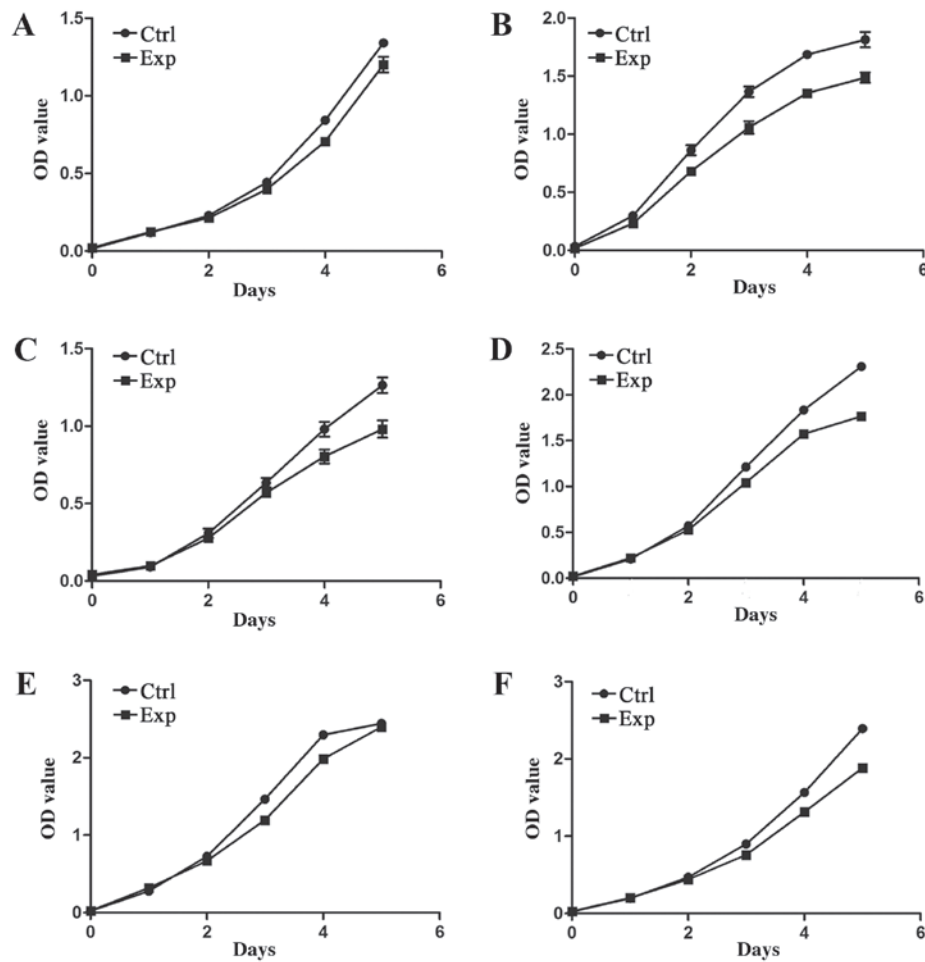 A
Ctrl
Exp
OD value
1.5
1.0
0.5
0.0
0 2 4 6
Days
B
Ctrl
Exp
OD value
2.0
1.5
1.0
0.5
0.0
0 2 4 6
Days
C
Ctrl
Exp
OD value
1.5
1.0
0.5
0.0
0 2 4 6
Days
D
Ctrl
Exp
OD value
2.5
2.0
1.5
1.0
0.5
0.0
0 2 4 6
Days
E
Ctrl
Exp
OD value
3
2
1
0
0 2 4 6
Days
F
Ctrl
Exp
OD value
3
2
1
0
0 2 4 6
Days